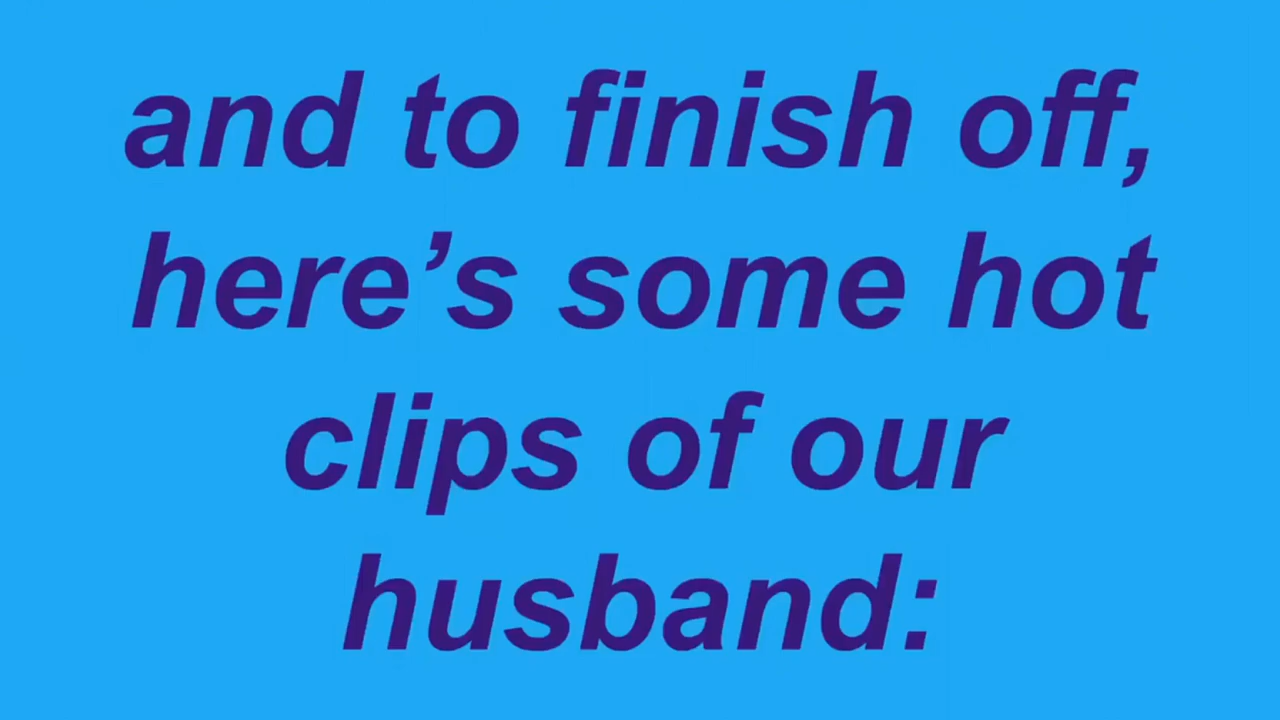 and to finish off,
here’s some hot
clips of our
husband: